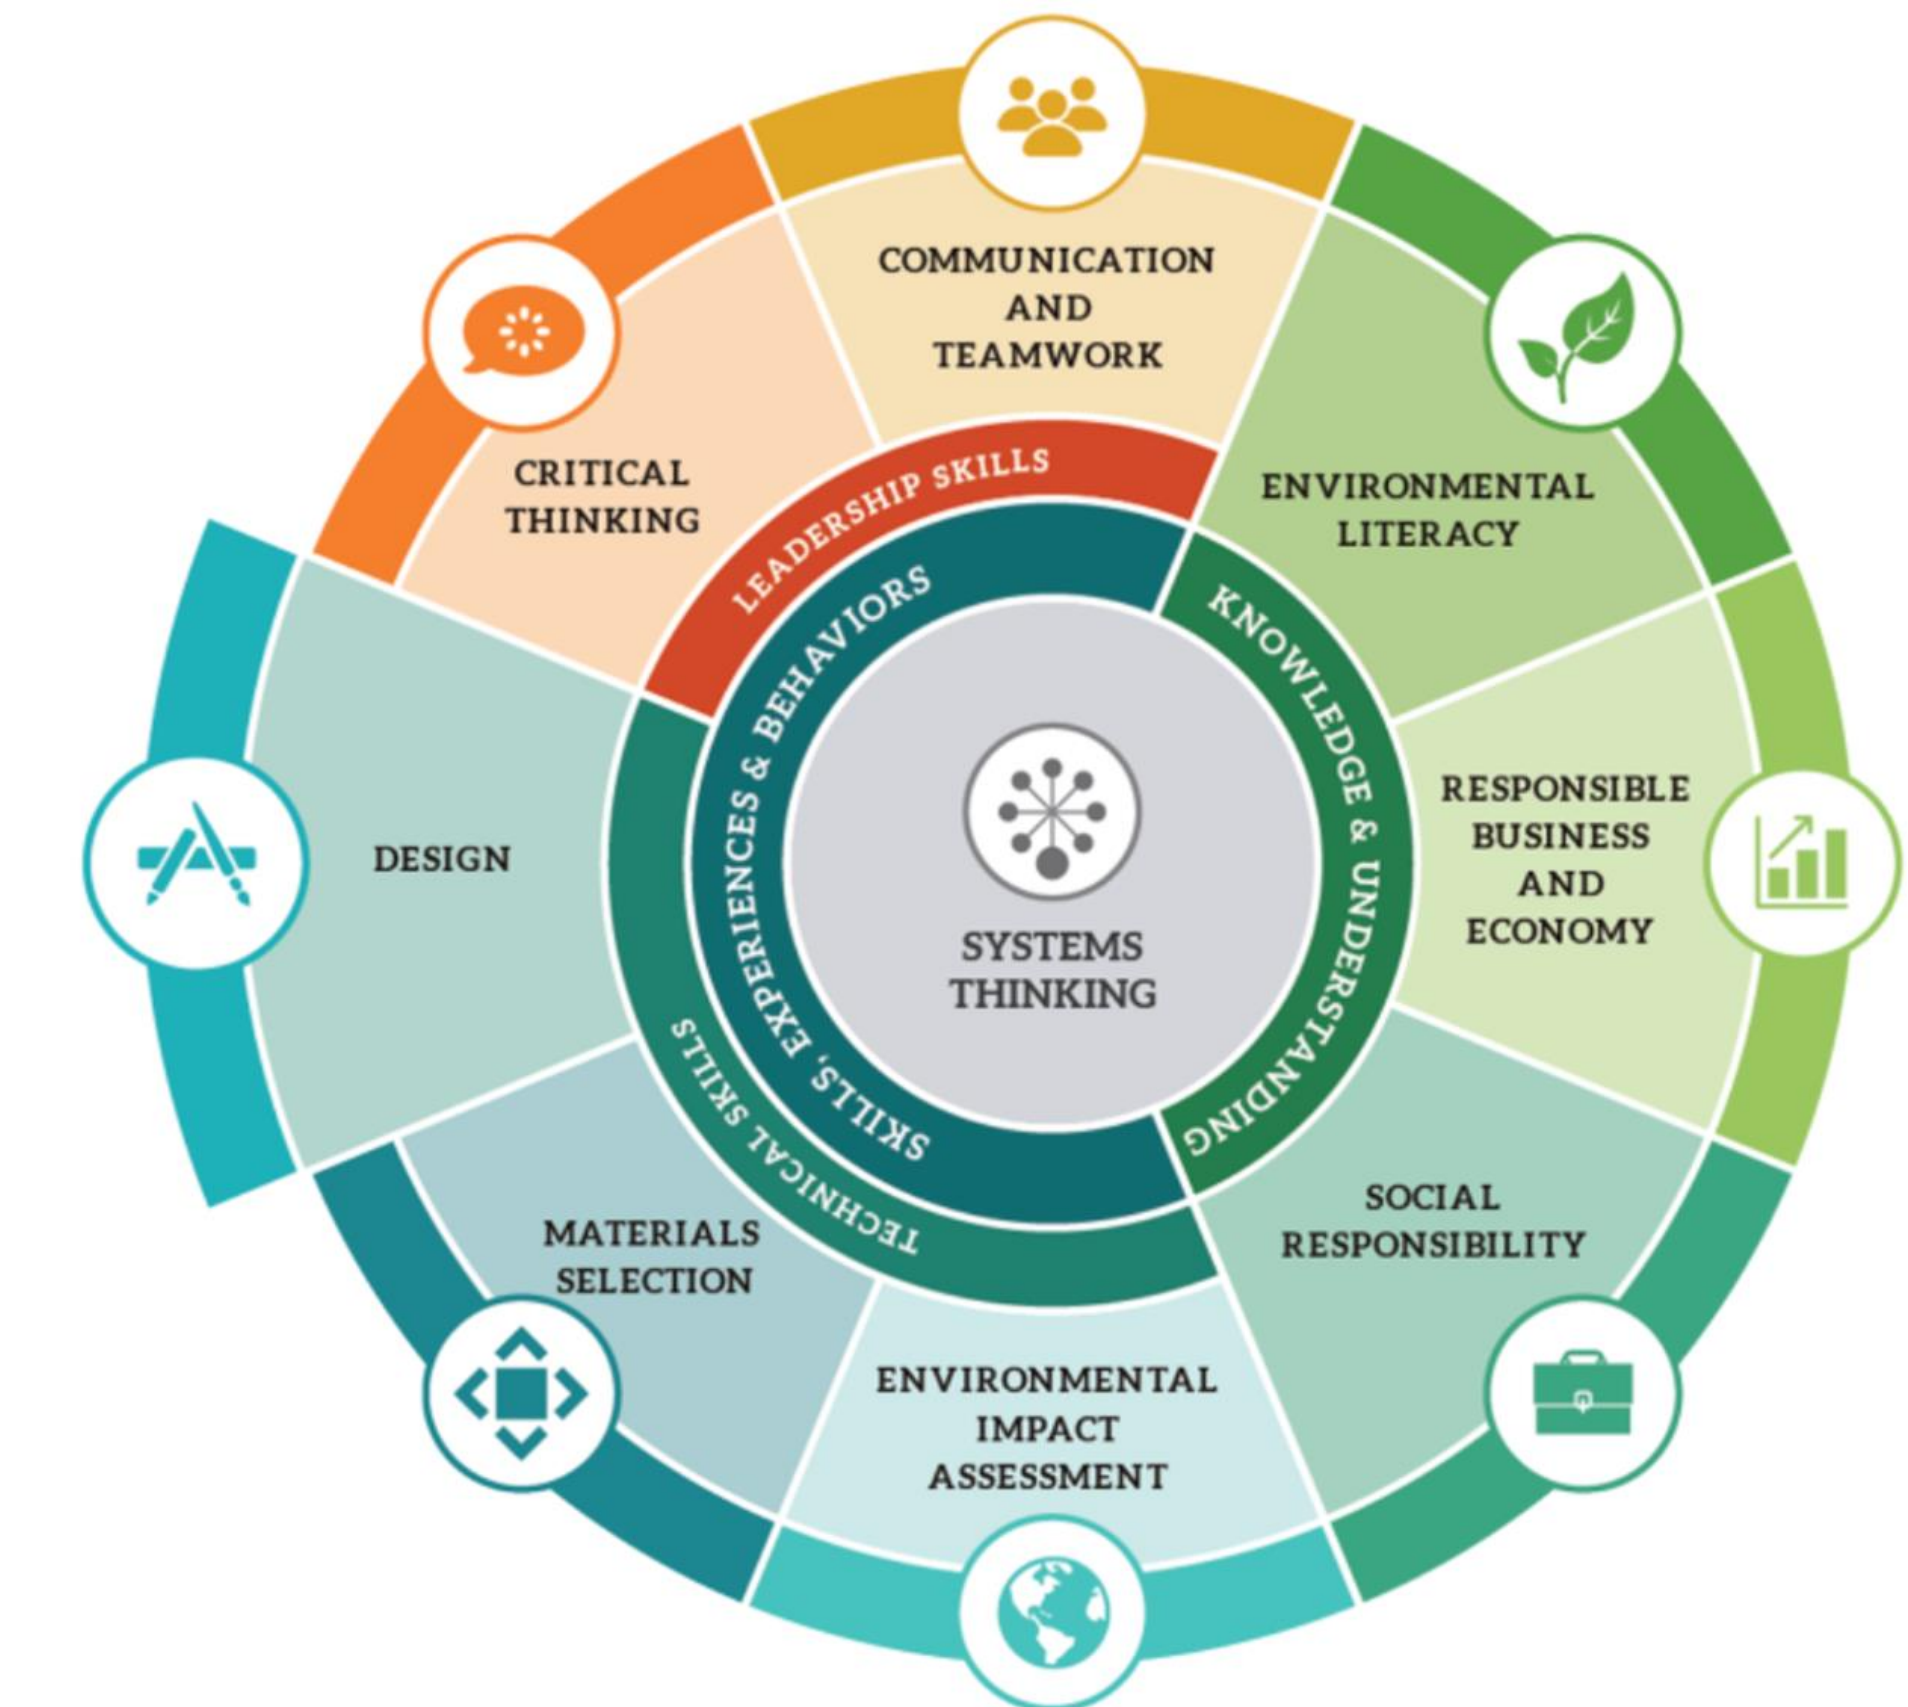 COMMUNICATION
AND
TEAMWORK
ENVIRONMENTAL
LITERACY
RESPONSIBLE
BUSINESS
AND
ECONOMY
SOCIAL
RESPONSIBILITY
ENVIRONMENTAL
IMPACT
ASSESSMENT
MATERIALS
SELECTION
DESIGN
CRITICAL
THINKING
LEADERSHIP SKILLS
TECHNICAL SKILLS
SKILLS, EXPERIENCES & BEHAVIORS
KNOWLEDGE & UNDERSTANDING
SYSTEMS
THINKING